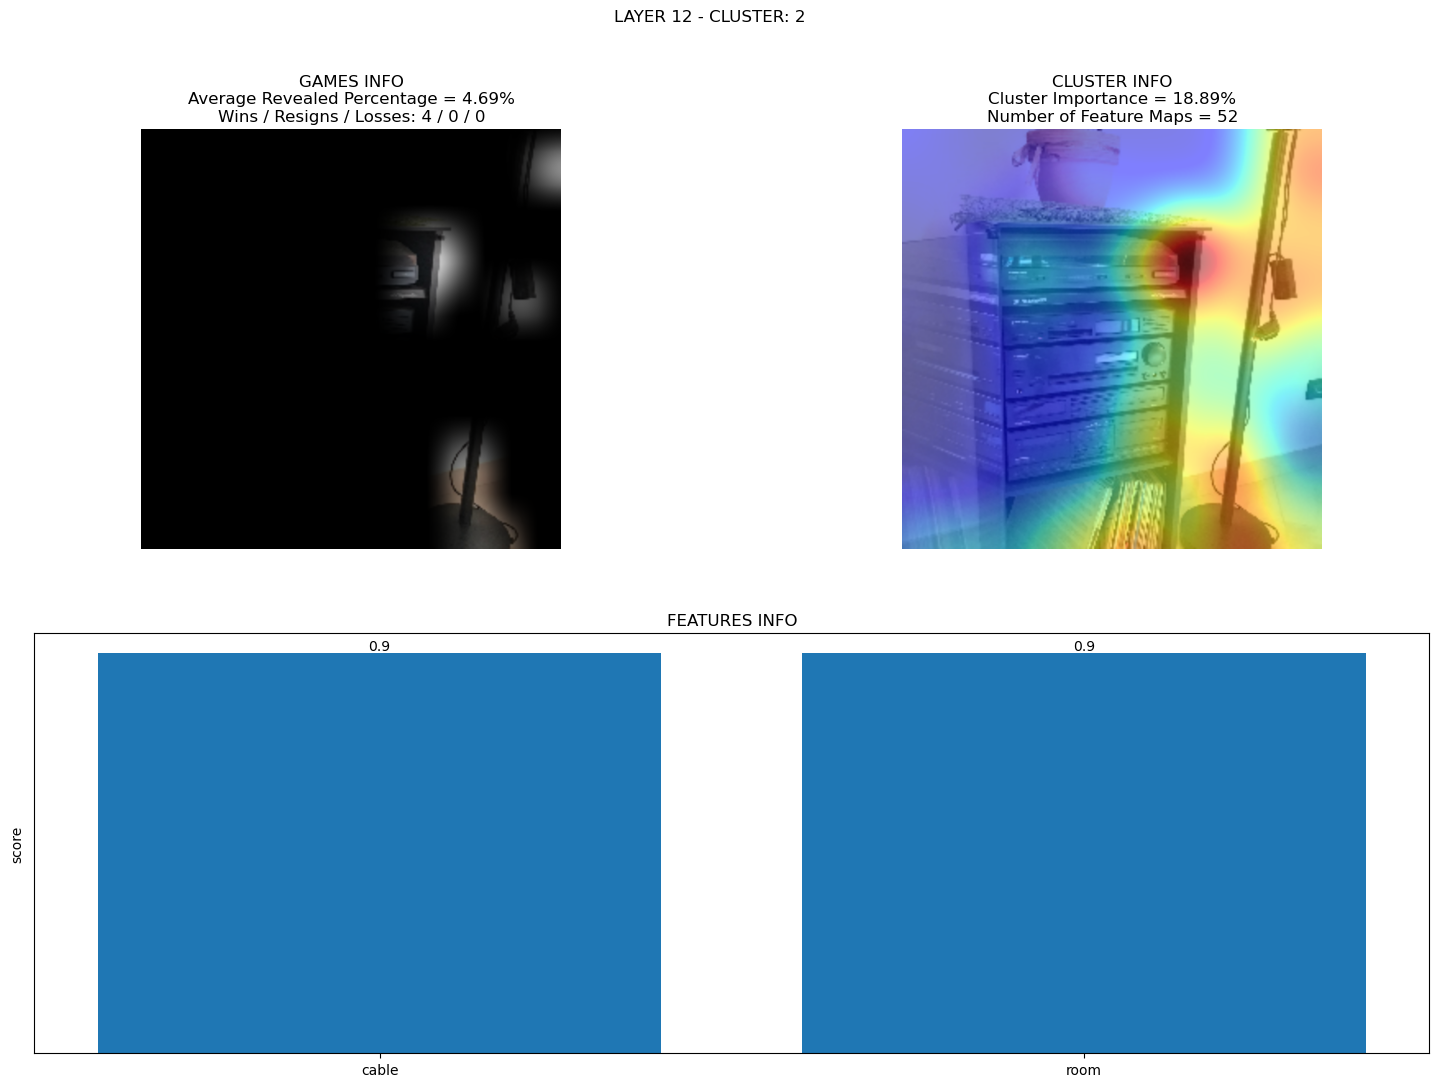 LAYER 12 - CLUSTER: 2
GAMES INFO
Average Revealed Percentage = 4.69%
Wins / Resigns / Losses: 4 / 0 / 0
CLUSTER INFO
Cluster Importance = 18.89%
Number of Feature Maps = 52
FEATURES INFO
0.9
0.9
score
cable
room